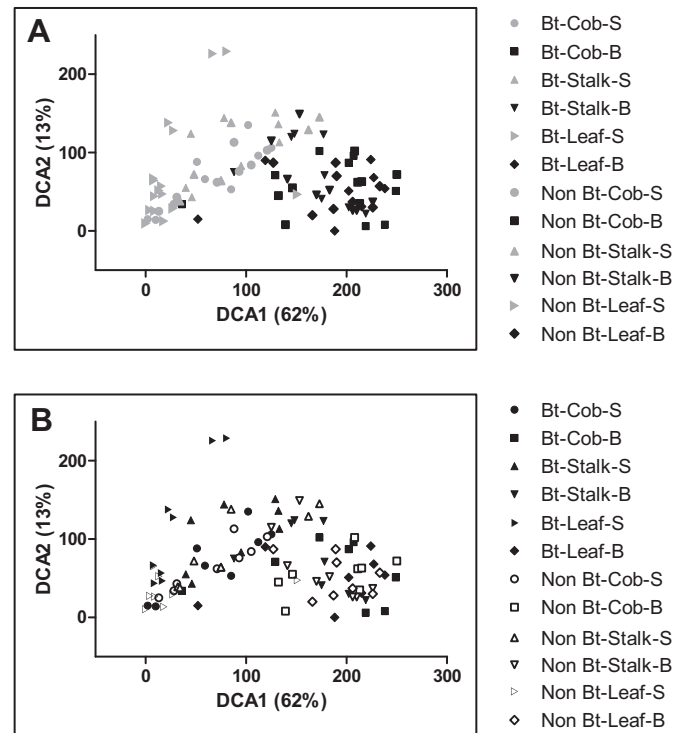 A
DCA2 (13%)
200
100
0
0
100
200
300
DCA1 (62%)
Bt-Cob-S
Bt-Cob-B
Bt-Stalk-S
Bt-Stalk-B
Bt-Leaf-S
Bt-Leaf-B
Non Bt-Cob-S
Non Bt-Cob-B
Non Bt-Stalk-S
Non Bt-Stalk-B
Non Bt-Leaf-S
Non Bt-Leaf-B
B
DCA2 (13%)
200
100
0
0
100
200
300
DCA1 (62%)
Bt-Cob-S
Bt-Cob-B
Bt-Stalk-S
Bt-Stalk-B
Bt-Leaf-S
Bt-Leaf-B
Non Bt-Cob-S
Non Bt-Cob-B
Non Bt-Stalk-S
Non Bt-Stalk-B
Non Bt-Leaf-S
Non Bt-Leaf-B